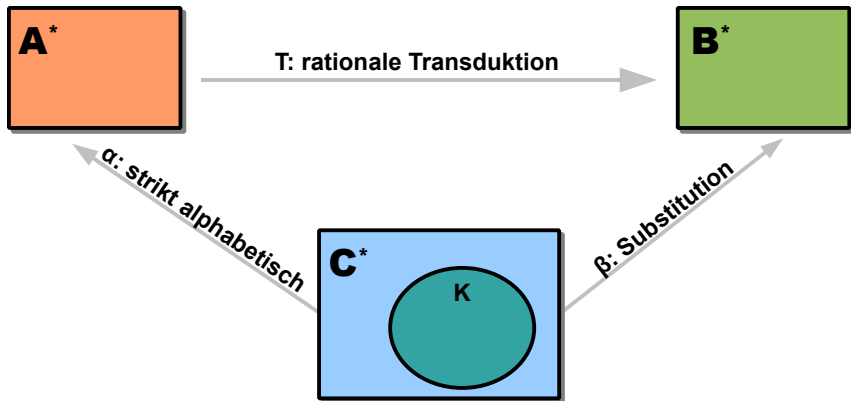 A*
B*
T: rationale Transduktion
α: strikt alphabetisch
β: Substitution
C*
K